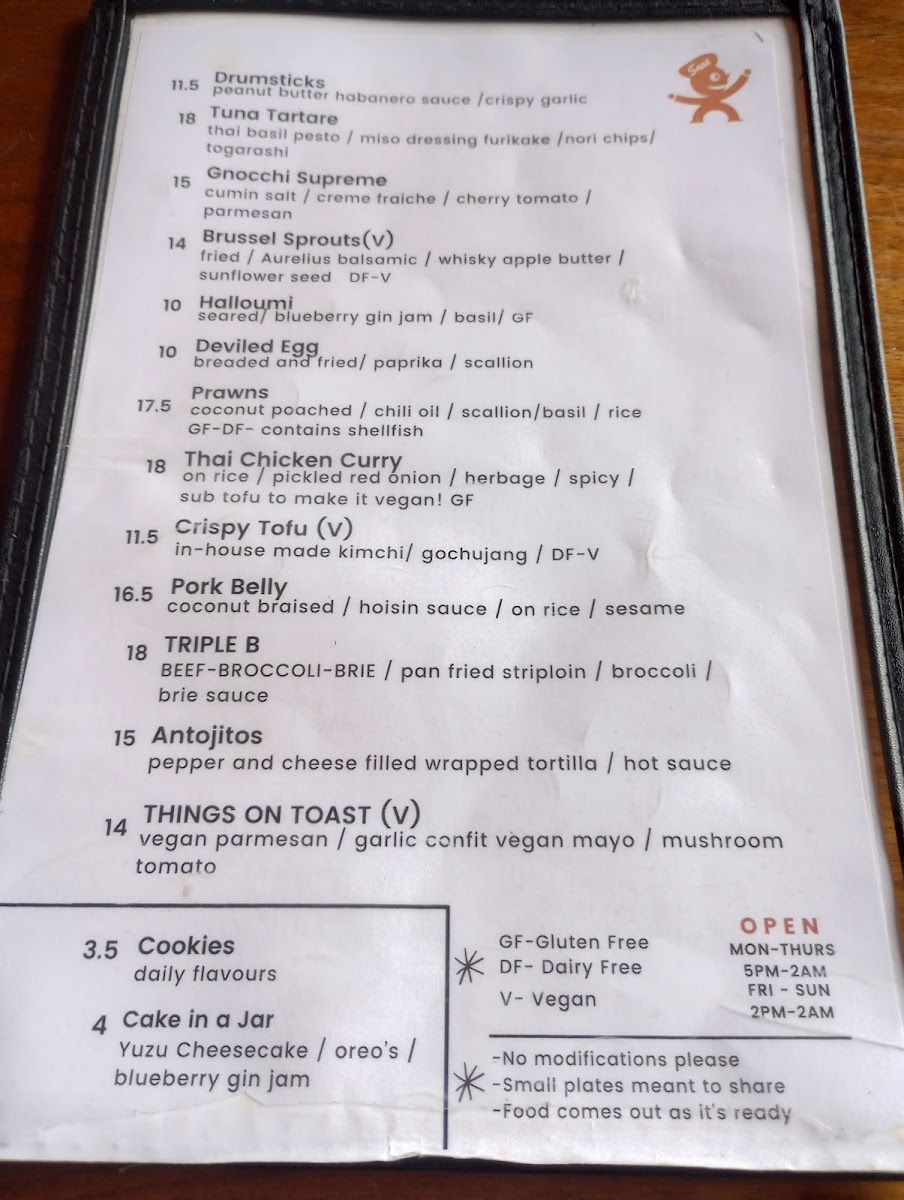 Snax
11.5 Drumsticks
peanut butter habanero sauce /crispy garlic
18 Tuna Tartare
thai basil pesto / miso dressing furikake /nori chips/
togarashi
15 Gnocchi Supreme
cumin salt / creme fraiche / cherry tomato /
parmesan
14 Brussel Sprouts(V)
fried / Aurelius balsamic / whisky apple butter /
sunflower seed DF-V
10 Halloumi
seared/ blueberry gin jam / basil/ GF
10 Deviled Egg
breaded and fried/ paprika / scallion
17.5 Prawns
coconut poached / chili oil / scallion/basil / rice
GF-DF- contains shellfish
18 Thai Chicken Curry
on rice / pickled red onion / herbage / spicy /
sub tofu to make it vegan! GF
11.5 Crispy Tofu (V)
in-house made kimchi/ gochujang / DF-V
16.5 Pork Belly
coconut braised / hoisin sauce / on rice / sesame
18 TRIPLE B
BEEF-BROCCOLI-BRIE / pan fried striploin / broccoli /
brie sauce
15 Antojitos
pepper and cheese filled wrapped tortilla / hot sauce
14 THINGS ON TOAST (V)
vegan parmesan / garlic confit vegan mayo / mushroom
tomato
3.5 Cookies
daily flavours
4 Cake in a Jar
Yuzu Cheesecake / oreo's /
blueberry gin jam
GF-Gluten Free
DF- Dairy Free
V- Vegan
OPEN
MON-THURS
5PM-2AM
FRI - SUN
2PM-2AM
-No modifications please
-Small plates meant to share
-Food comes out as it's ready